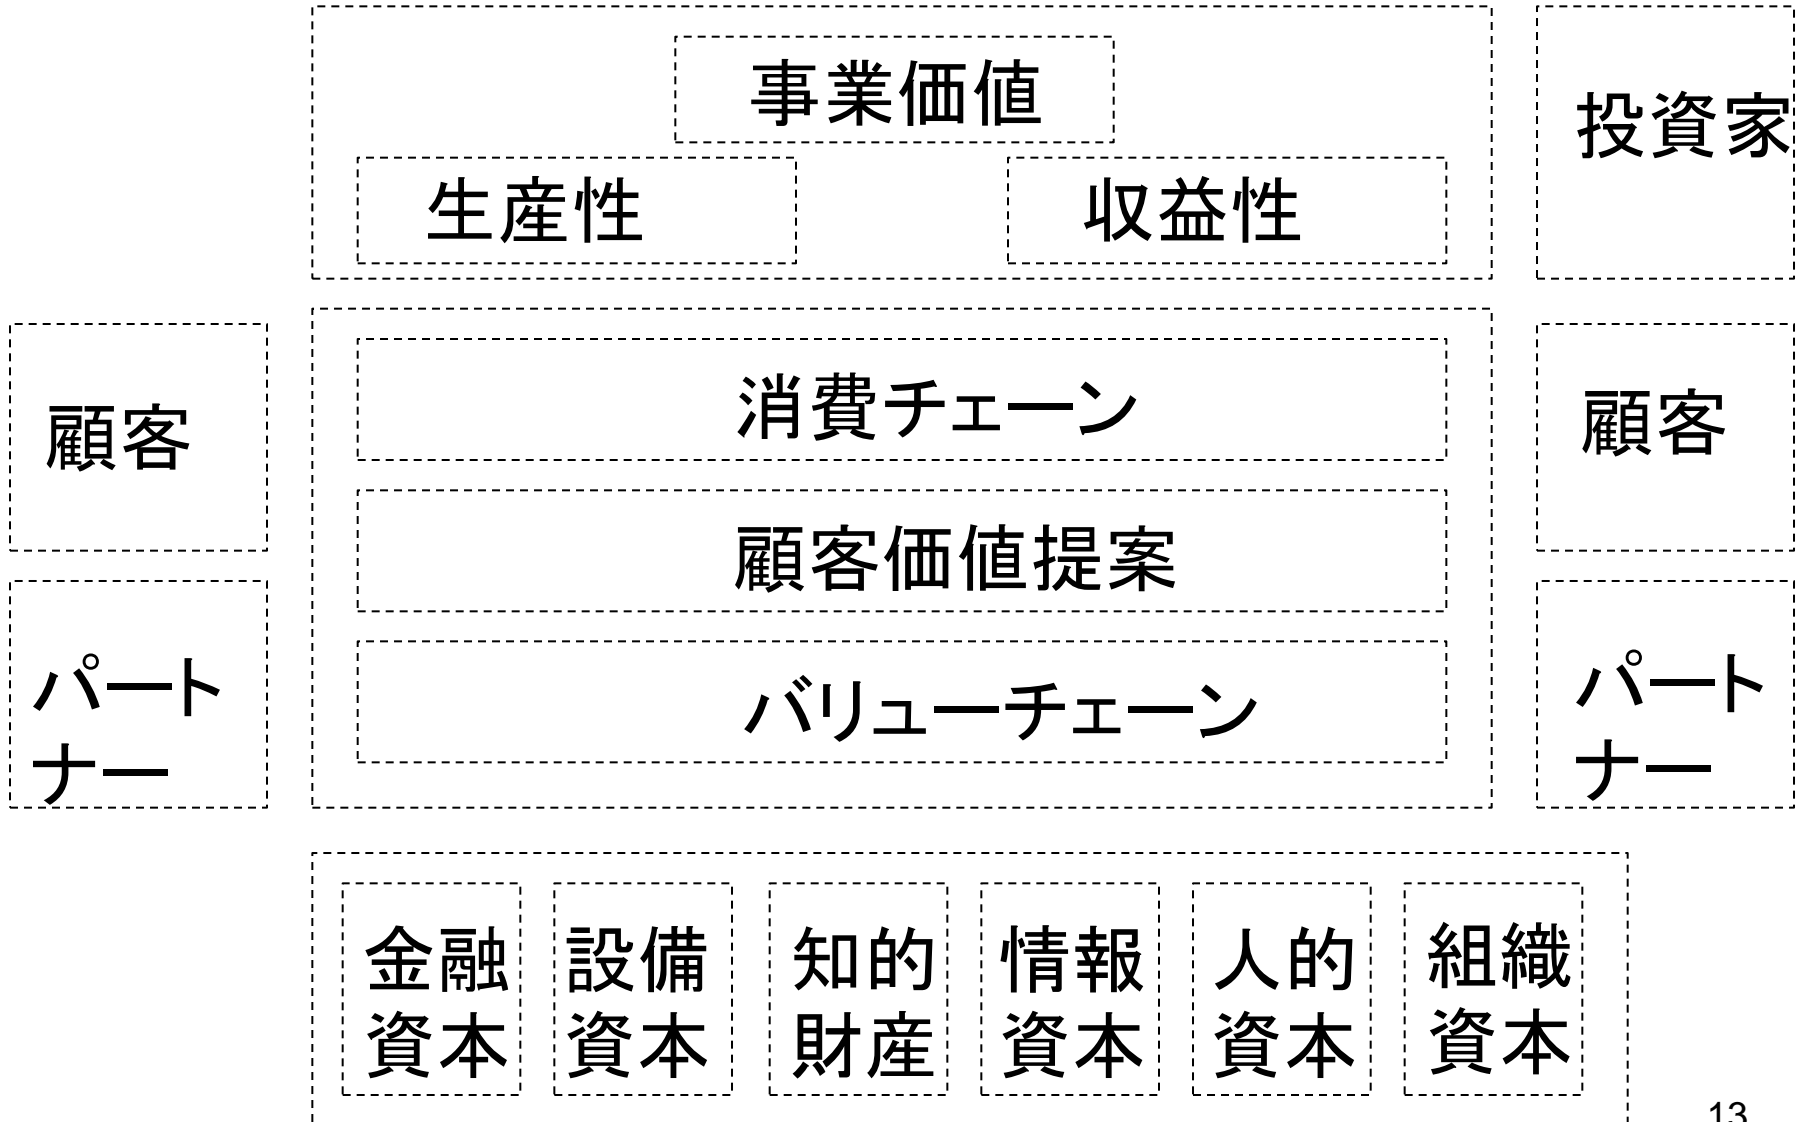 事業価値
投資家
生産性
収益性
消費チェーン
顧客
顧客
顧客価値提案
パート
ナー
バリューチェーン
パート
ナー
金融
資本
設備
資本
知的
財産
情報
資本
人的
資本
組織
資本
13